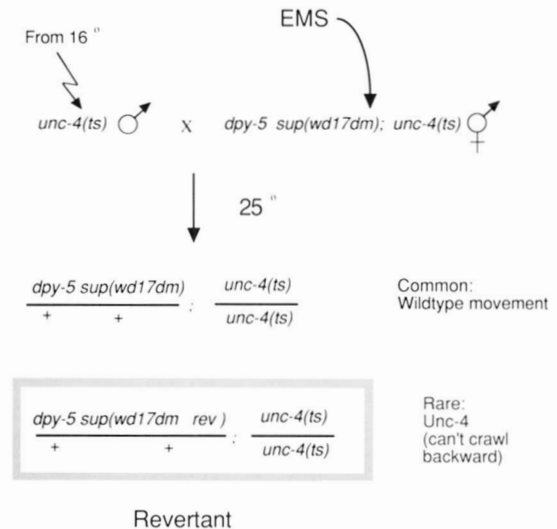 EMS
From 16 °
unc-4(ts) ♂ x dpy-5 sup(wd17dm); unc-4(ts) ⚥
25 °
dpy-5 sup(wd17dm) ; unc-4(ts)
+ + unc-4(ts)
Common:
Wildtype movement
dpy-5 sup(wd17dm rev ) ; unc-4(ts)
+ + unc-4(ts)
Rare:
Unc-4
(can't crawl
backward)
Revertant